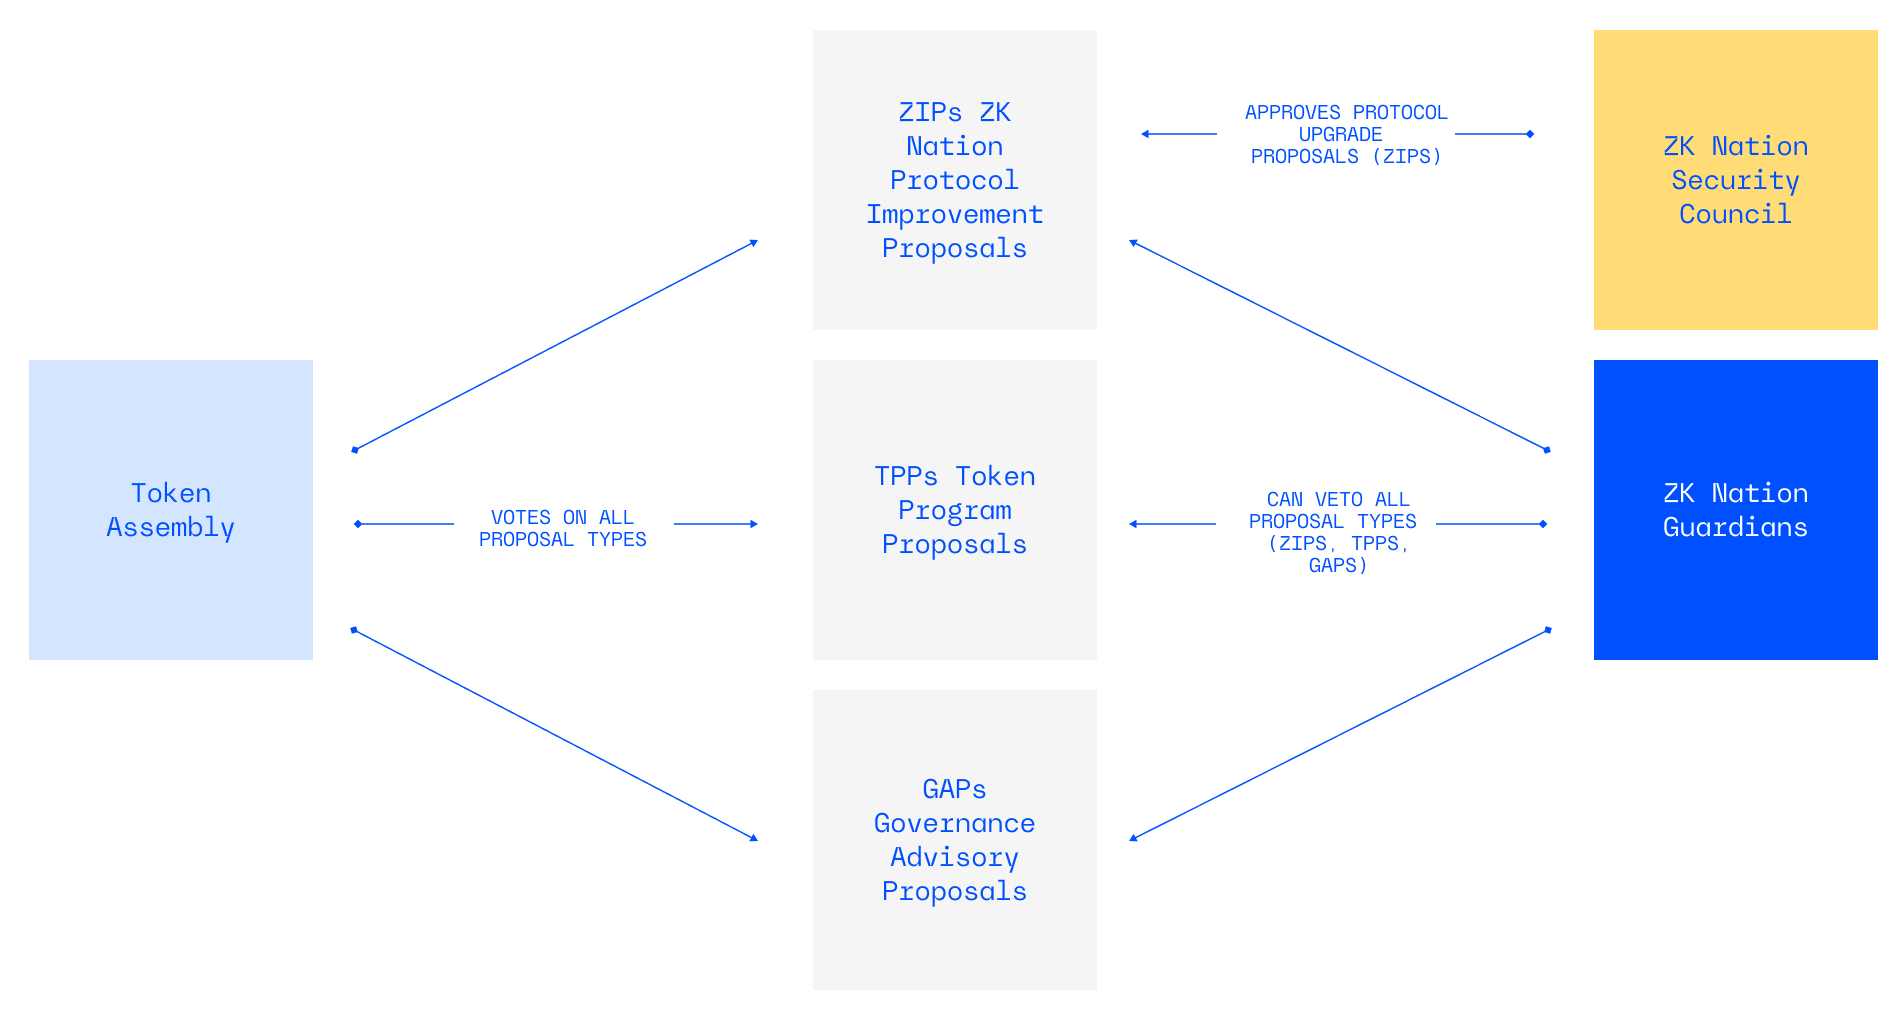 ZIPs ZK
Nation
Protocol
Improvement
Proposals
APPROVES PROTOCOL
UPGRADE
PROPOSALS (ZIPS)
ZK Nation
Security
Council
Token
Assembly
VOTES ON ALL
PROPOSAL TYPES
TPPs Token
Program
Proposals
CAN VETO ALL
PROPOSAL TYPES
(ZIPS, TPPS,
GAPS)
ZK Nation
Guardians
GAPs
Governance
Advisory
Proposals